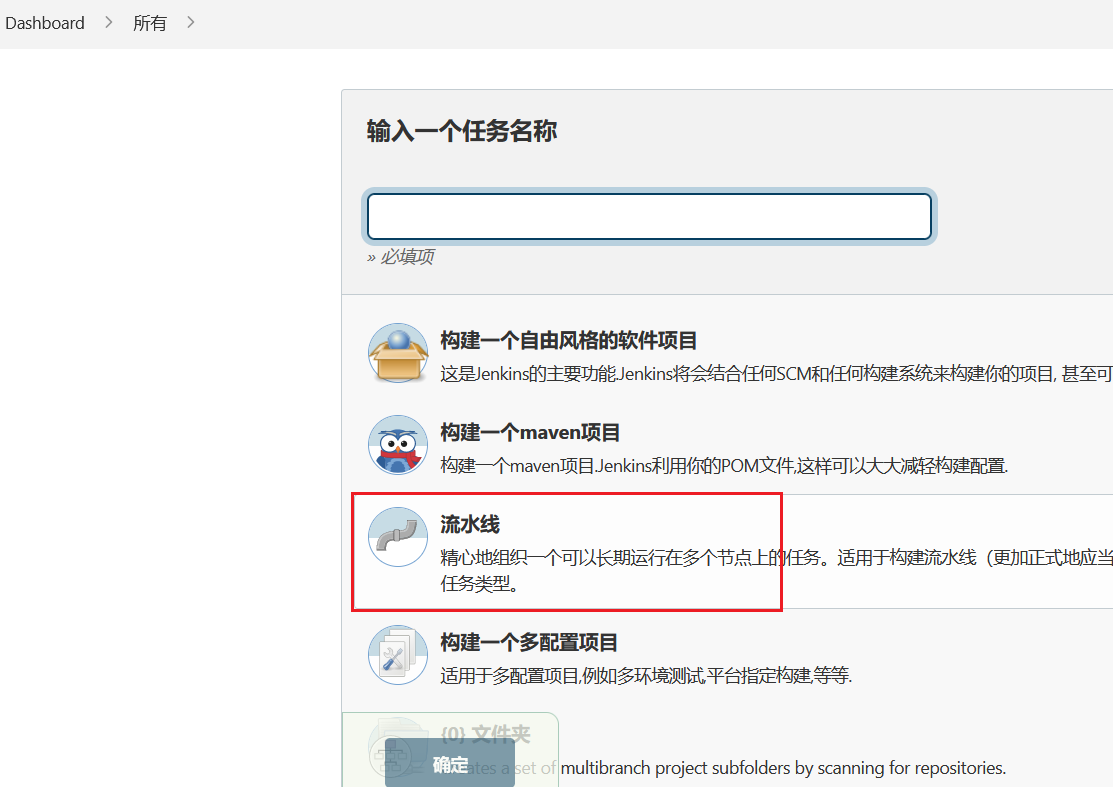 Dashboard > 所有 >
输入一个任务名称
» 必填项
构建一个自由风格的软件项目
这是Jenkins的主要功能.Jenkins将会结合任何SCM和任何构建系统来构建你的项目, 甚至可
构建一个maven项目
构建一个maven项目.Jenkins利用你的POM文件,这样可以大大减轻构建配置.
流水线
精心地组织一个可以长期运行在多个节点上的任务。适用于构建流水线（更加正式地应当
任务类型。
构建一个多配置项目
适用于多配置项目,例如多环境测试,平台指定构建,等等.
{0} 文件夹
确定
ates a set of multibranch project subfolders by scanning for repositories.